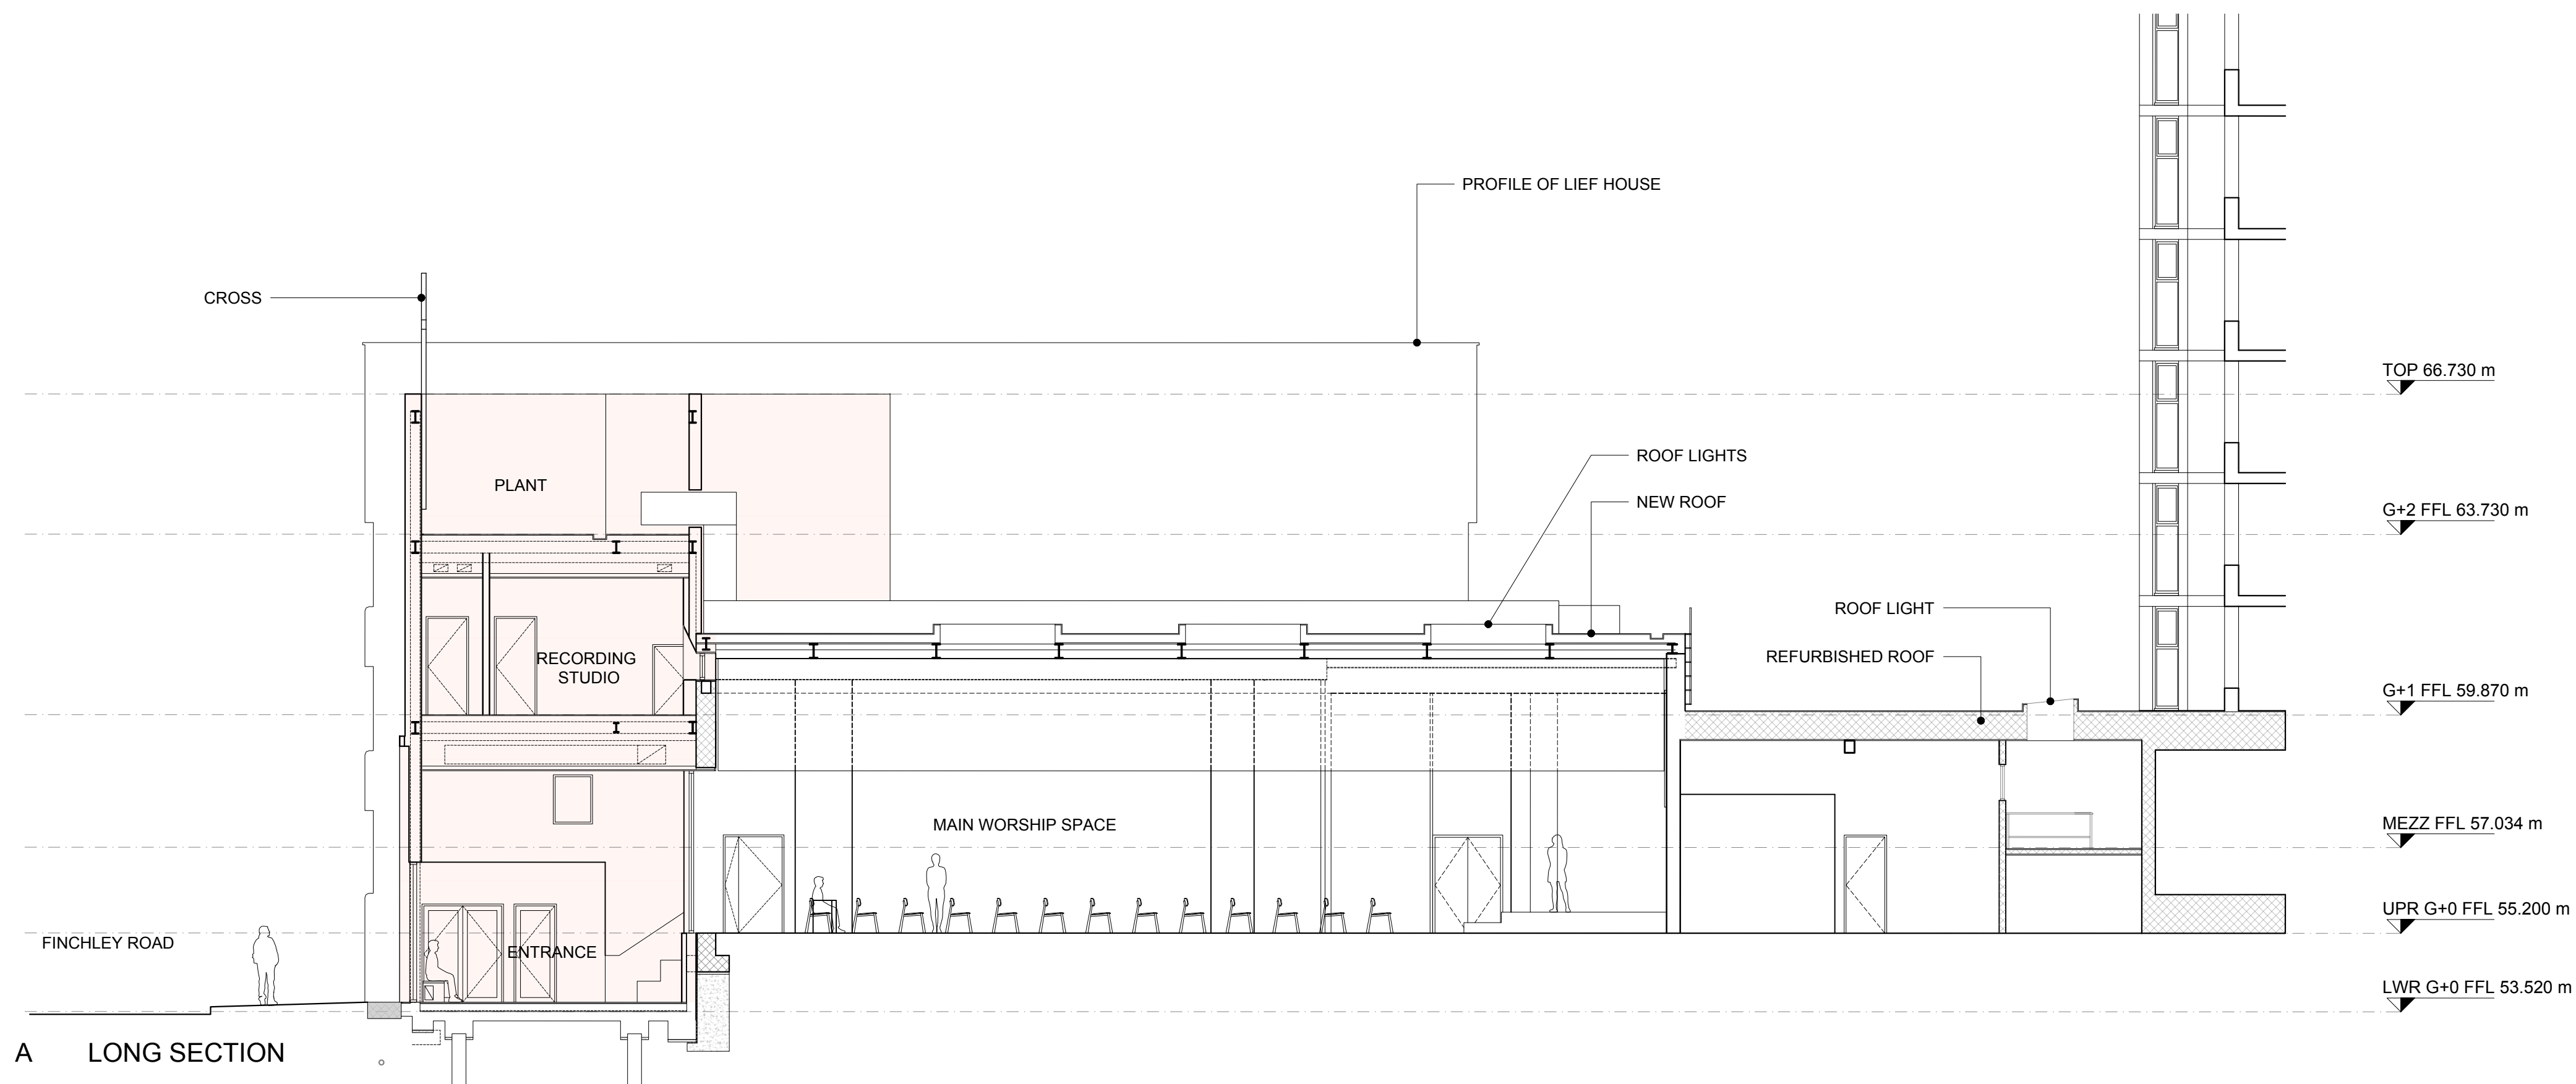 PROFILE OF LIEF HOUSE
CROSS
TOP 66.730 m
ROOF LIGHTS
PLANT
NEW ROOF
G+2 FFL 63.730 m
ROOF LIGHT
RECORDING
STUDIO
REFURBISHED ROOF
G+1 FFL 59.870 m
MAIN WORSHIP SPACE
MEZZ FFL 57.034 m
UPR G+0 FFL 55.200 m
FINCHLEY ROAD
ENTRANCE
LWR G+0 FFL 53.520 m
A LONG SECTION